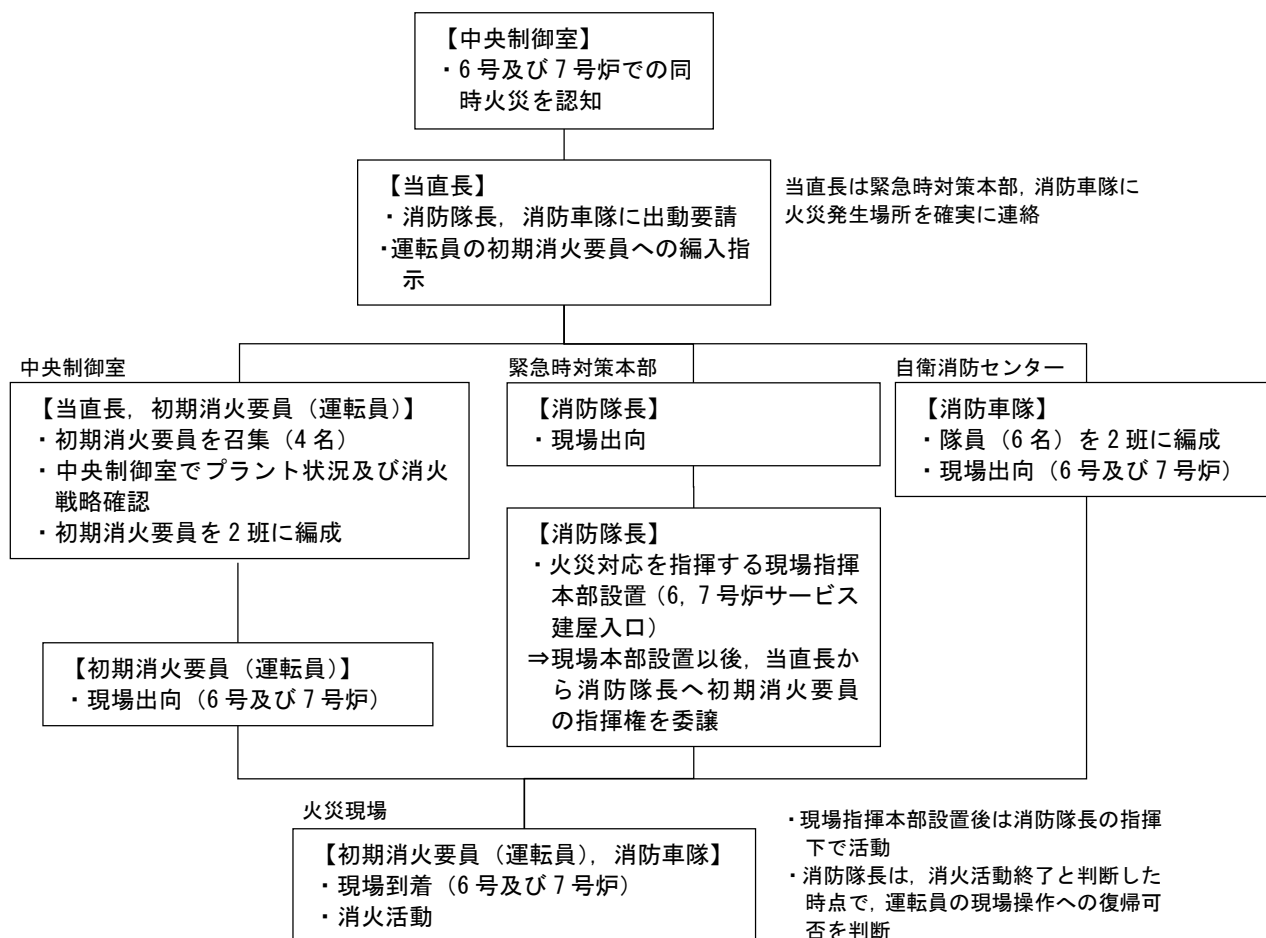 【中央制御室】
・6号及び7号炉での同
時火災を認知
【当直長】
・消防隊長，消防車隊に出動要請
・運転員の初期消火要員への編入指
示
当直長は緊急時対策本部，消防車隊に
火災発生場所を確実に連絡
中央制御室
【当直長，初期消火要員（運転員）】
・初期消火要員を召集（4名）
・中央制御室でプラント状況及び消火
戦略確認
・初期消火要員を2班に編成
【初期消火要員（運転員）】
・現場出向（6号及び7号炉）
緊急時対策本部
【消防隊長】
・現場出向
【消防隊長】
・火災対応を指揮する現場指揮
本部設置（6，7号炉サービス
建屋入口）
⇒現場本部設置以後，当直長か
ら消防隊長へ初期消火要員
の指揮権を委譲
自衛消防センター
【消防車隊】
・隊員（6名）を2班に編成
・現場出向（6号及び7号炉）
火災現場
【初期消火要員（運転員），消防車隊】
・現場到着（6号及び7号炉）
・消火活動
・現場指揮本部設置後は消防隊長の指揮
下で活動
・消防隊長は，消火活動終了と判断した
時点で，運転員の現場操作への復帰可
否を判断